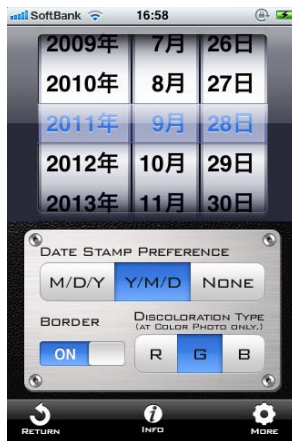 SoftBank 16:58
2009年 7月 26日
2010年 8月 27日
2011年 9月 28日
2012年 10月 29日
2013年 11月 30日
DATE STAMP PREFERENCE
M/D/Y Y/M/D NONE
BORDER
DISCOLORATION TYPE
(AT COLOR PHOTO ONLY.)
ON R G B
RETURN INFO MORE